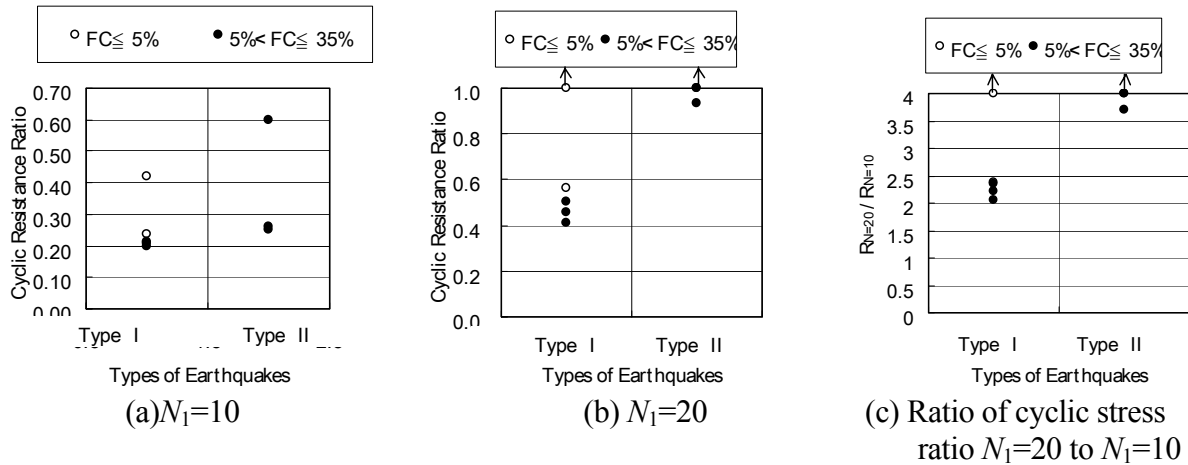 ○ FC≦ 5% ● 5%< FC≦ 35%
Cyclic Resistance Ratio
0.70
0.60
0.50
0.40
0.30
0.20
0.10
0.00
Type I Type II
Types of Earthquakes
(a)N1=10
○ FC≦ 5% ● 5%< FC≦ 35%
Cyclic Resistance Ratio
1.0
0.8
0.6
0.4
0.2
0.0
Type I Type II
Types of Earthquakes
(b) N1=20
○ FC≦ 5% ● 5%< FC≦ 35%
RN=20 / RN=10
4
3.5
3
2.5
2
1.5
1
0.5
0
Type I Type II
Types of Earthquakes
(c) Ratio of cyclic stress
ratio N1=20 to N1=10